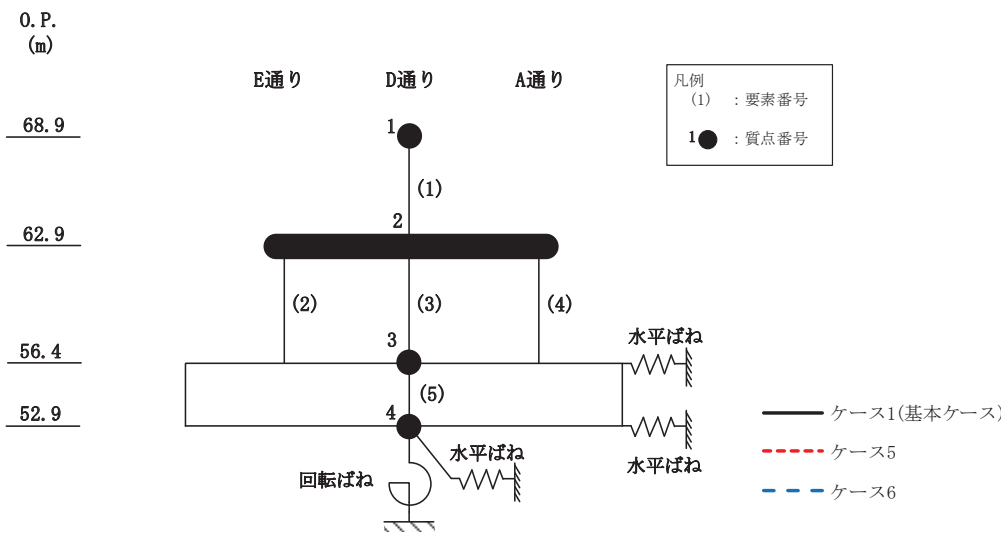 O.P.
(m)
E通り
D通り
A通り
凡例
(1) : 要素番号
1 : 質点番号
68.9
1
(1)
62.9
2
(2)
(3)
(4)
56.4
3
水平ばね
(5)
52.9
4
水平ばね
水平ばね
回転ばね
ケース1(基本ケース)
ケース5
ケース6